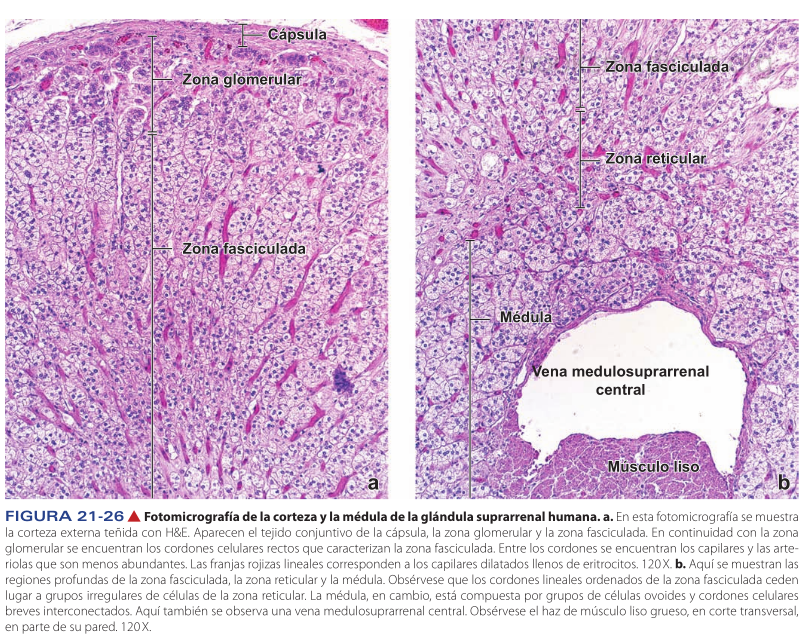 Cápsula
Zona glomerular
Zona fasciculada
a
Zona fasciculada
Zona reticular
Médula
Vena medulosuprarrenal
central
Músculo liso
b
FIGURA 21-26 ▲ Fotomicrografía de la corteza y la médula de la glándula suprarrenal humana. a. En esta fotomicrografía se muestra
la corteza externa teñida con H&E. Aparecen el tejido conjuntivo de la cápsula, la zona glomerular y la zona fasciculada. En continuidad con la zona
glomerular se encuentran los cordones celulares rectos que caracterizan la zona fasciculada. Entre los cordones se encuentran los capilares y las arte-
riolas que son menos abundantes. Las franjas rojizas lineales corresponden a los capilares dilatados llenos de eritrocitos. 120X. b. Aquí se muestran las
regiones profundas de la zona fasciculada, la zona reticular y la médula. Obsérvese que los cordones lineales ordenados de la zona fasciculada ceden
lugar a grupos irregulares de células de la zona reticular. La médula, en cambio, está compuesta por grupos de células ovoides y cordones celulares
breves interconectados. Aquí también se observa una vena medulosuprarrenal central. Obsérvese el haz de músculo liso grueso, en corte transversal,
en parte de su pared. 120X.